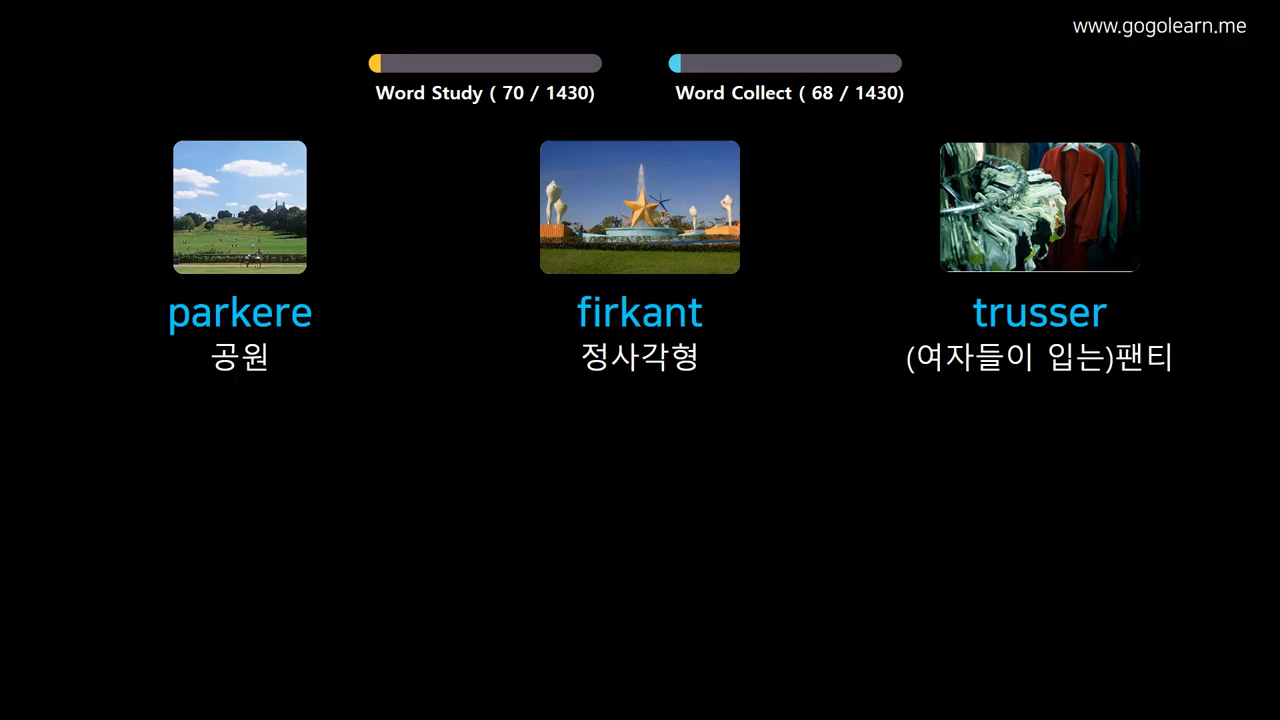 www.gogolearn.me
Word Study ( 70 / 1430)
Word Collect ( 68 / 1430)
parkere
공원
firkant
정사각형
trusser
(여자들이 입는)팬티